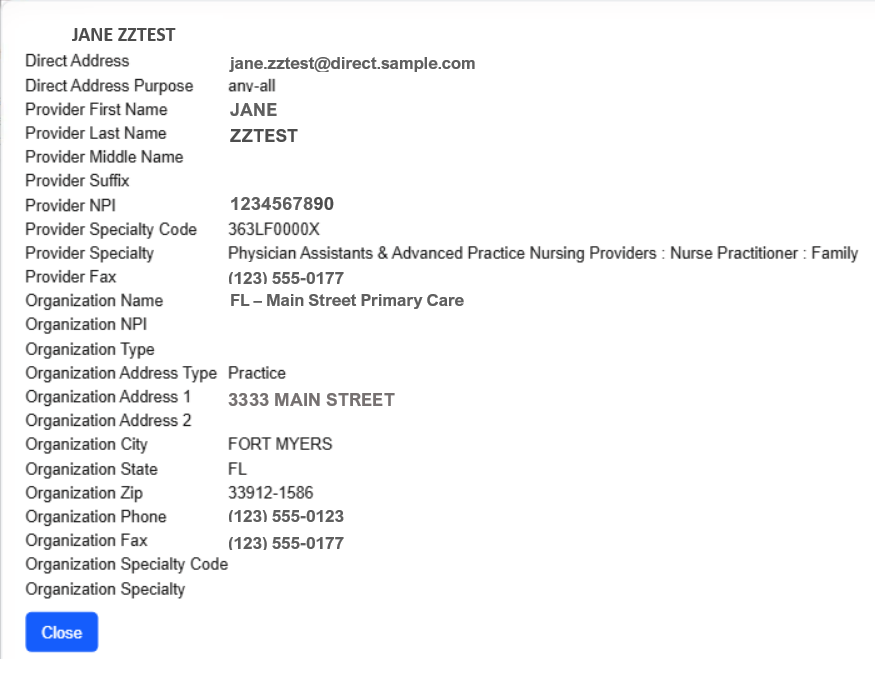 JANE ZZTEST
Direct Address jane.zztest@direct.sample.com
Direct Address Purpose any-all
Provider First Name JANE
Provider Last Name ZZTEST
Provider Middle Name
Provider Suffix
Provider NPI 1234567890
Provider Specialty Code 363LF0000X
Provider Specialty Physician Assistants & Advanced Practice Nursing Providers : Nurse Practitioner : Family
Provider Fax (123) 555-0177
Organization Name FL – Main Street Primary Care
Organization NPI
Organization Type
Organization Address Type Practice
Organization Address 1 3333 MAIN STREET
Organization Address 2
Organization City FORT MYERS
Organization State FL
Organization Zip 33912-1586
Organization Phone (123) 555-0123
Organization Fax (123) 555-0177
Organization Specialty Code
Organization Specialty
Close